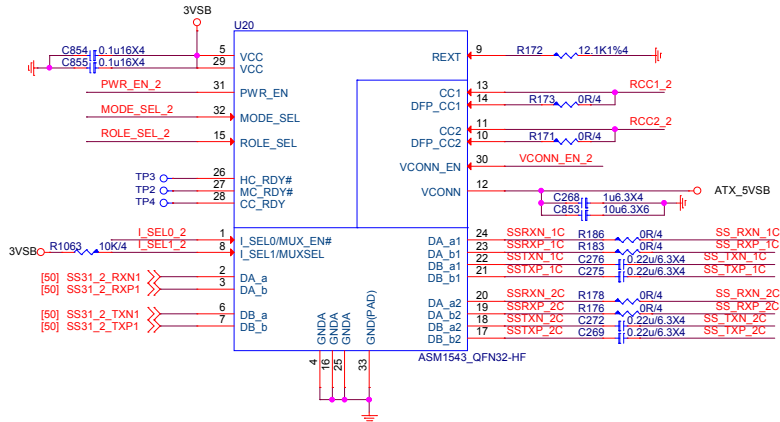 3VSB
U20
C854 0.1u16X4
C855 0.1u16X4
5 VCC
29 VCC
REXT 9 R172 12.1K1%4
PWR_EN_2 31 PWR_EN
MODE_SEL_2 32 MODE_SEL
ROLE_SEL_2 15 ROLE_SEL
CC1 13 RCC1_2
DFP_CC1 14 R173 0R/4
CC2 11 RCC2_2
DFP_CC2 10 R171 0R/4
VCONN_EN 30 VCONN_EN_2
VCONN 12 ATX_5VSB
C268 1u6.3X4
C853 10u6.3X6
TP3 26 HC_RDY#
TP2 27 MC_RDY#
TP4 28 CC_RDY
I_SEL0_2 1 I_SEL0/MUX_EN#
3VSB R1063 10K/4 I_SEL1_2 8 I_SEL1/MUXSEL
[50] SS31_2_RXN1 2 DA_a
[50] SS31_2_RXP1 3 DA_b
[50] SS31_2_TXN1 6 DB_a
[50] SS31_2_TXP1 7 DB_b
DA_a1 24 SSRXN_1C R186 0R/4 SS_RXN_1C
DA_b1 23 SSRXP_1C R183 0R/4 SS_RXP_1C
DB_a1 22 SSTXN_1C C276 0.22u/6.3X4 SS_TXN_1C
DB_b1 21 SSTXP_1C C275 0.22u/6.3X4 SS_TXP_1C
DA_a2 20 SSRXN_2C R178 0R/4 SS_RXN_2C
DA_b2 19 SSRXP_2C R176 0R/4 SS_RXP_2C
DB_a2 18 SSTXN_2C C272 0.22u/6.3X4 SS_TXN_2C
DB_b2 17 SSTXP_2C C269 0.22u/6.3X4 SS_TXP_2C
GNDA
GNDA
GNDA
GND(PAD)
4
16
25
33
ASM1543_QFN32-HF